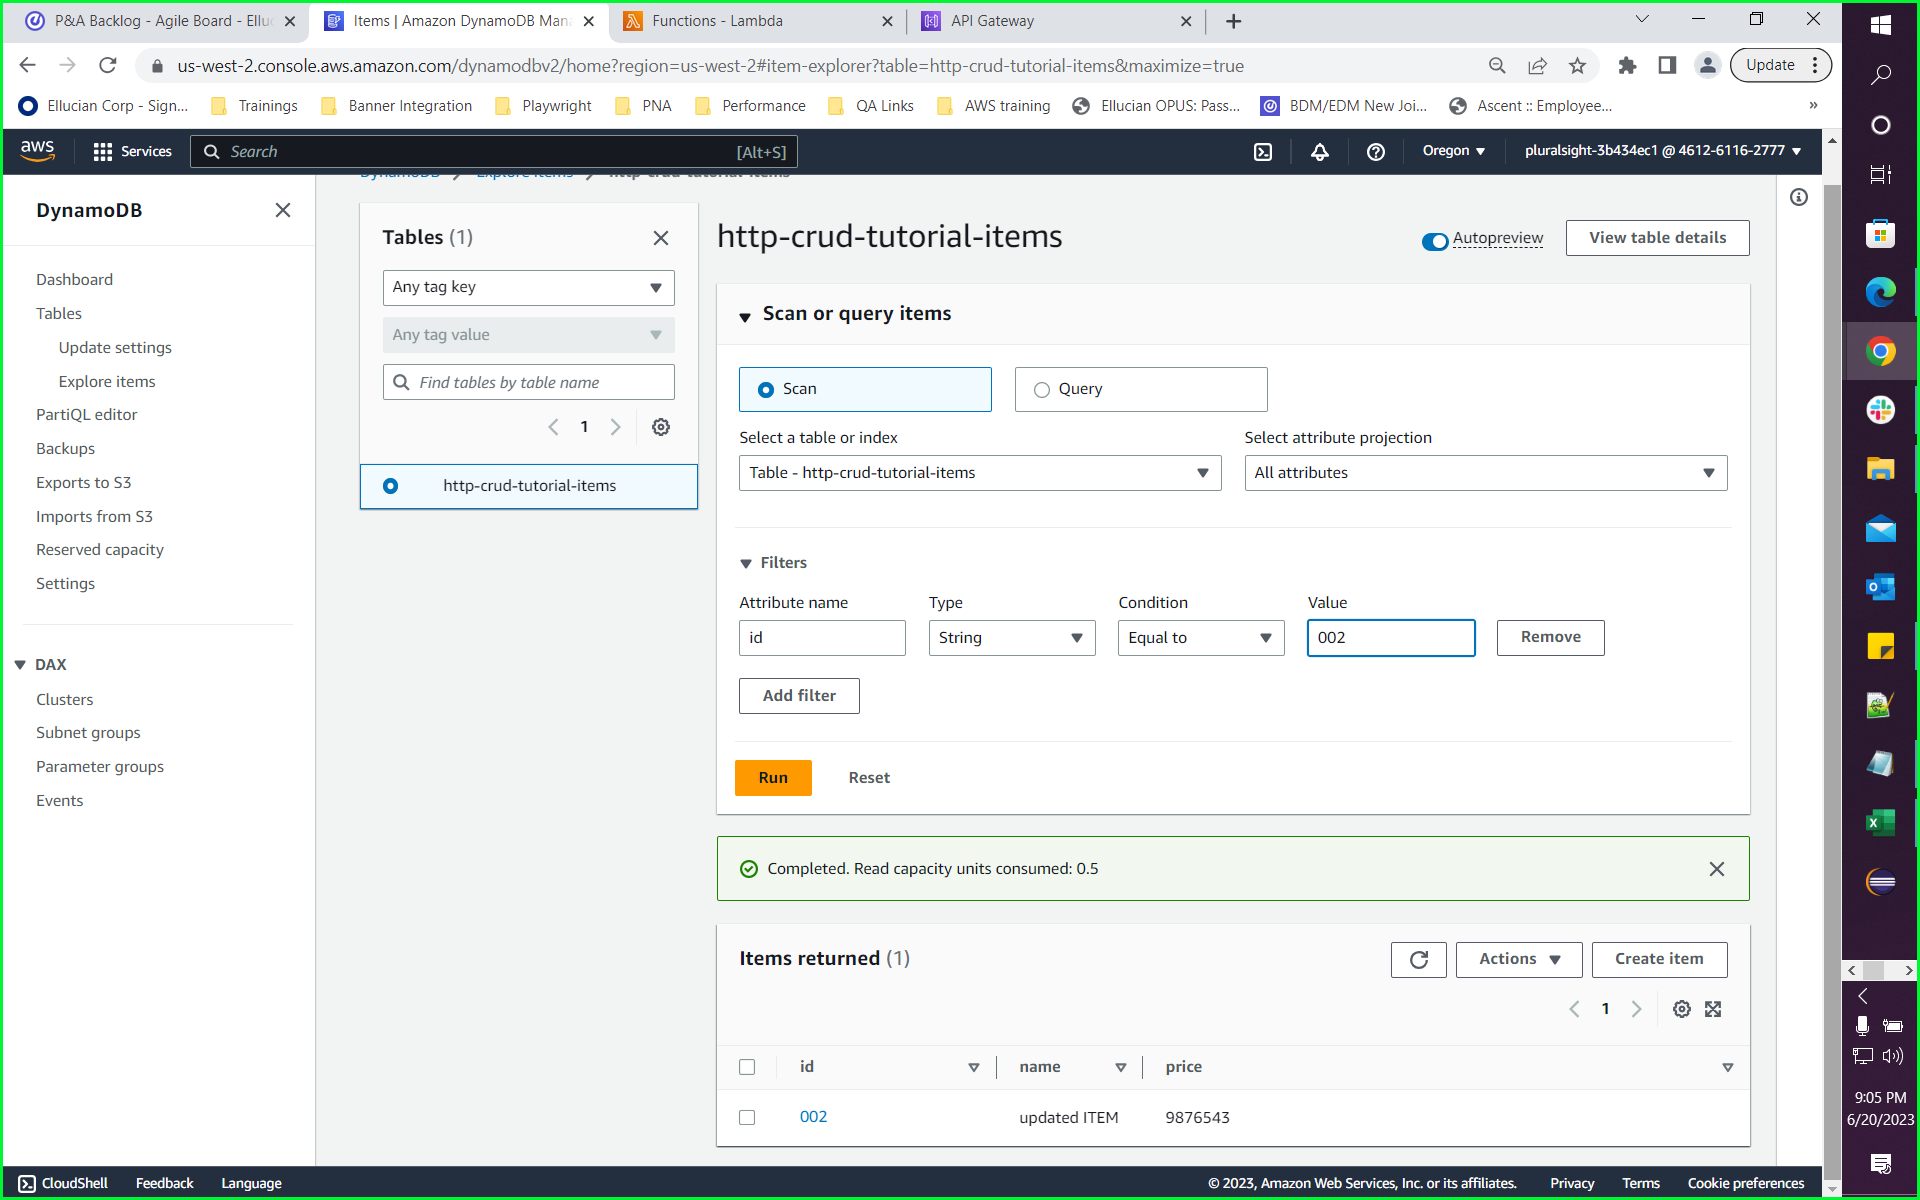 P&A Backlog - Agile Board - Elluc
Items | Amazon DynamoDB Mana
Functions - Lambda
API Gateway
us-west-2.console.aws.amazon.com/dynamodbv2/home?region=us-west-2#item-explorer?table=http-crud-tutorial-items&maximize=true
Update
Ellucian Corp - Sign...
Trainings
Banner Integration
Playwright
PNA
Performance
QA Links
AWS training
Ellucian OPUS: Pass...
BDM/EDM New Joi...
Ascent :: Employee...
»
aws
Services
Search
[Alt+S]
Oregon
pluralsight-3b434ec1 @ 4612-6116-2777
DynamoDB
Explore items
http-crud-tutorial-items
DynamoDB
Dashboard
Tables
Update settings
Explore items
PartiQL editor
Backups
Exports to S3
Imports from S3
Reserved capacity
Settings
DAX
Clusters
Subnet groups
Parameter groups
Events
Tables (1)
Any tag key
Any tag value
Find tables by table name
1
http-crud-tutorial-items
http-crud-tutorial-items
Autopreview
View table details
Scan or query items
Scan
Query
Select a table or index
Select attribute projection
Table - http-crud-tutorial-items
All attributes
Filters
Attribute name
Type
Condition
Value
id
String
Equal to
002
Remove
Add filter
Run
Reset
Completed. Read capacity units consumed: 0.5
Items returned (1)
Actions
Create item
1
id
name
price
002
updated ITEM
9876543
CloudShell
Feedback
Language
© 2023, Amazon Web Services, Inc. or its affiliates.
Privacy
Terms
Cookie preferences
9:05 PM
6/20/2023